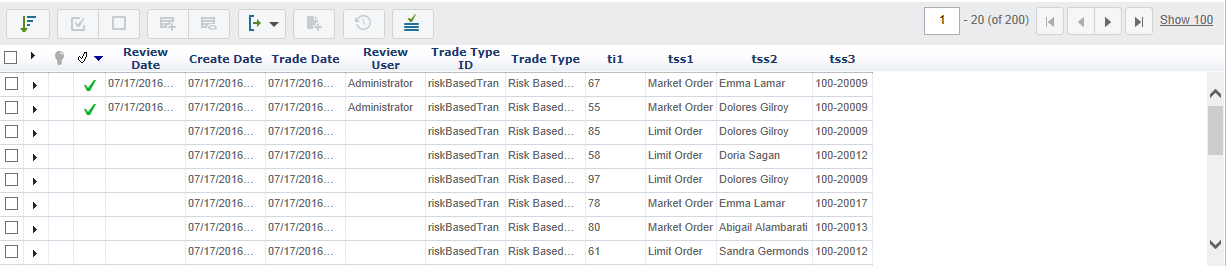 1 - 20 (of 200) Show 100
Review Date Create Date Trade Date Review User Trade Type ID Trade Type ti1 tss1 tss2 tss3
07/17/2016... 07/17/2016... 07/17/2016... Administrator riskBasedTran Risk Based... 67 Market Order Emma Lamar 100-20009
07/17/2016... 07/17/2016... 07/17/2016... Administrator riskBasedTran Risk Based... 55 Market Order Dolores Gilroy 100-20009
07/17/2016... 07/17/2016... riskBasedTran Risk Based... 85 Limit Order Dolores Gilroy 100-20009
07/17/2016... 07/17/2016... riskBasedTran Risk Based... 58 Limit Order Doria Sagan 100-20012
07/17/2016... 07/17/2016... riskBasedTran Risk Based... 97 Limit Order Dolores Gilroy 100-20009
07/17/2016... 07/17/2016... riskBasedTran Risk Based... 78 Market Order Emma Lamar 100-20017
07/17/2016... 07/17/2016... riskBasedTran Risk Based... 80 Market Order Abigail Alambarati 100-20013
07/17/2016... 07/17/2016... riskBasedTran Risk Based... 61 Limit Order Sandra Germonds 100-20012